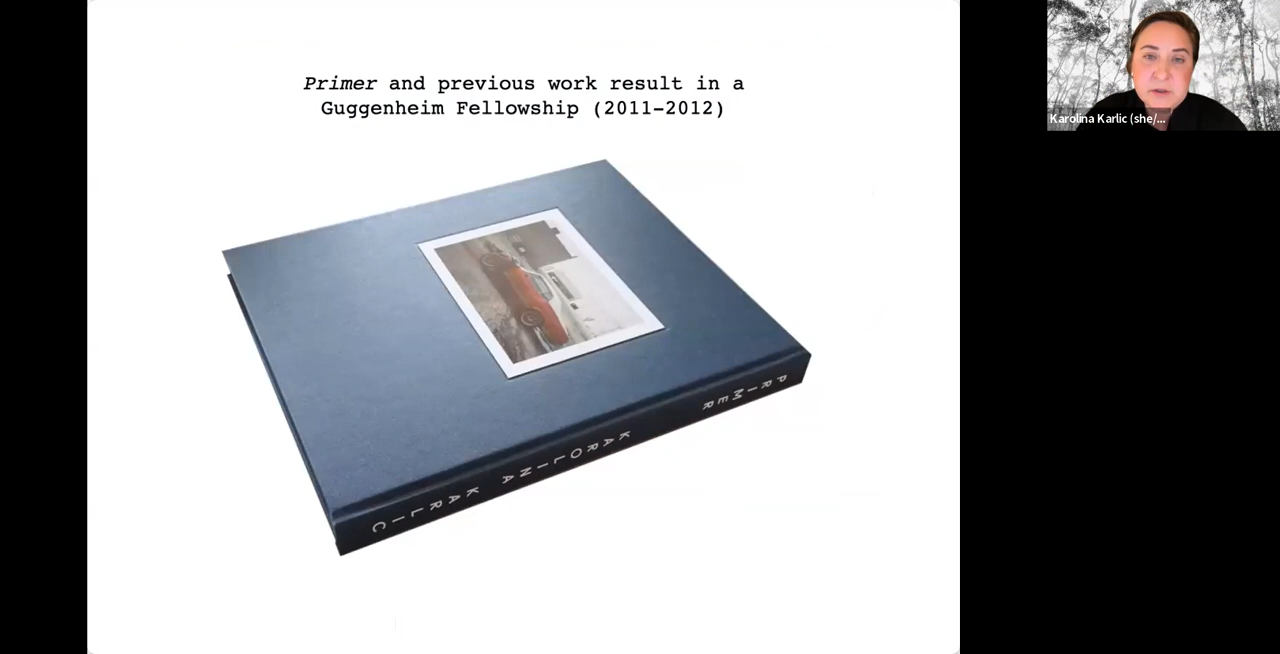 Primer and previous work result in a
Guggenheim Fellowship (2011-2012)
PRIMER
KAROLINA KARLIC
Karolina Karlic (she/...